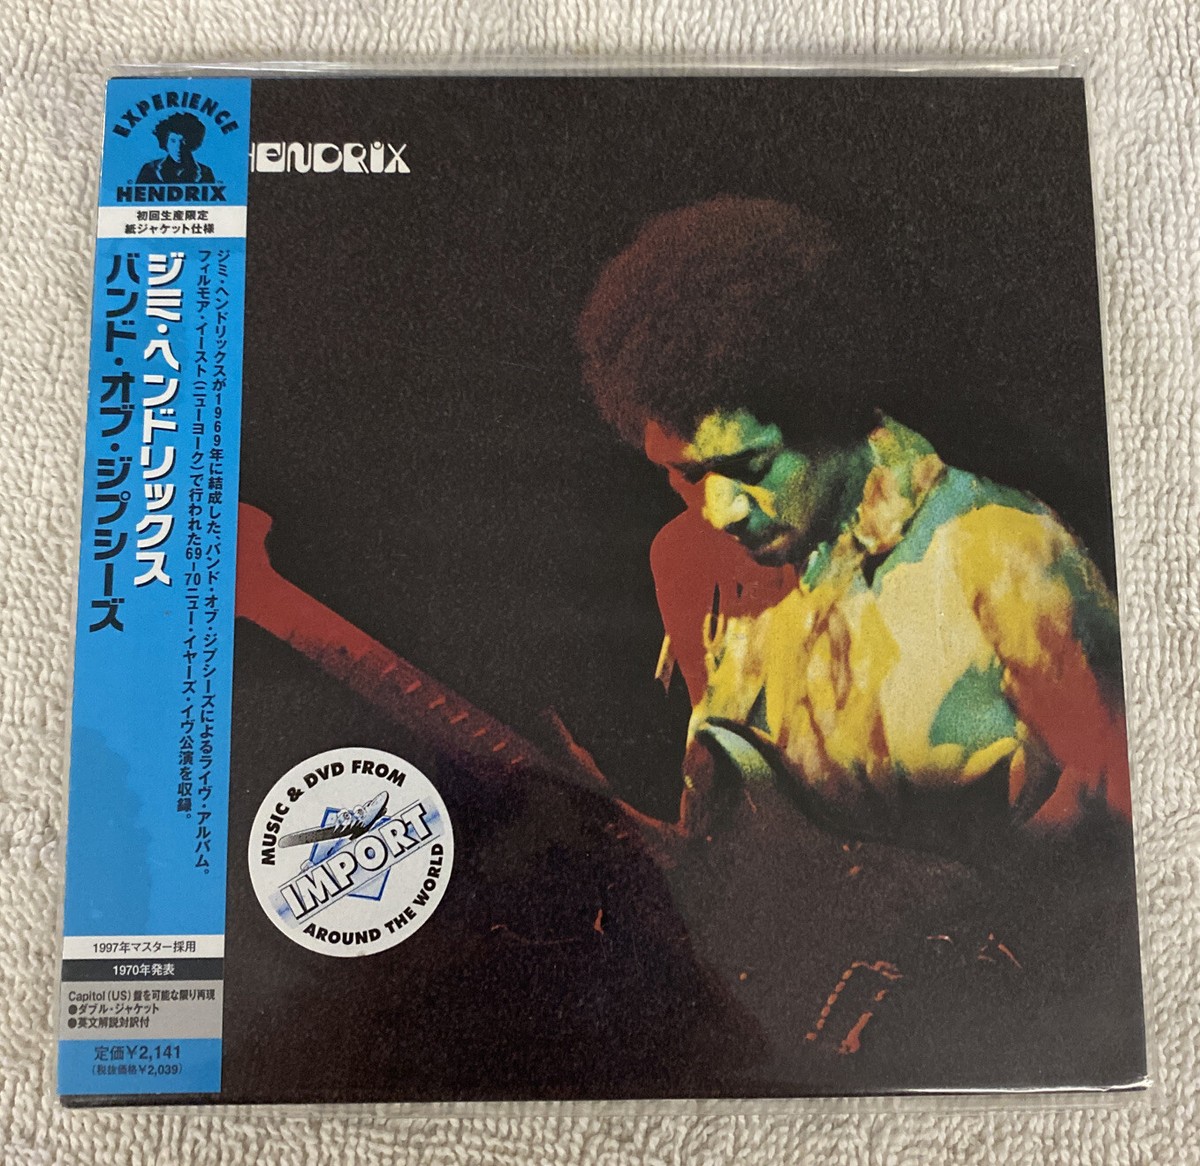 EXPERIENCE
HENDRIX
初回生産限定
紙ジャケット仕様
ジミ・ヘンドリックス
バンド・オブ・ジプシーズ
ジミ・ヘンドリックスが1969年に結成した、バンド・オブ・ジプシーズによるライヴ・アルバム。
フィルモア・イースト(ニューヨーク)で行われた69-70ニュー・イヤーズ・イヴ公演を収録。
1997年マスター採用
1970年発表
Capitol(US)盤を可能な限り再現
●ダブル・ジャケット
●英文解説対訳付
定価¥2,141
(税抜価格¥2,039)
HENDRIX
MUSIC & DVD FROM
IMPORT
AROUND THE WORLD